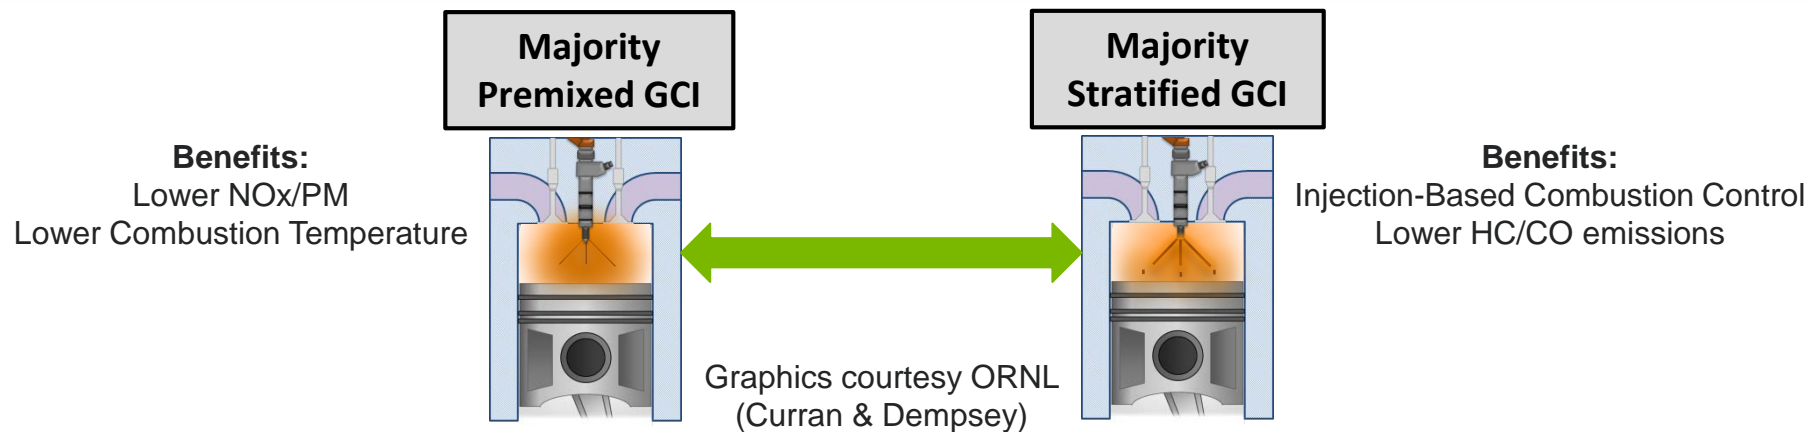 Majority
Premixed GCI
Majority
Stratified GCI
Benefits:
Lower NOx/PM
Lower Combustion Temperature
Benefits:
Injection-Based Combustion Control
Lower HC/CO emissions
Graphics courtesy ORNL
(Curran & Dempsey)